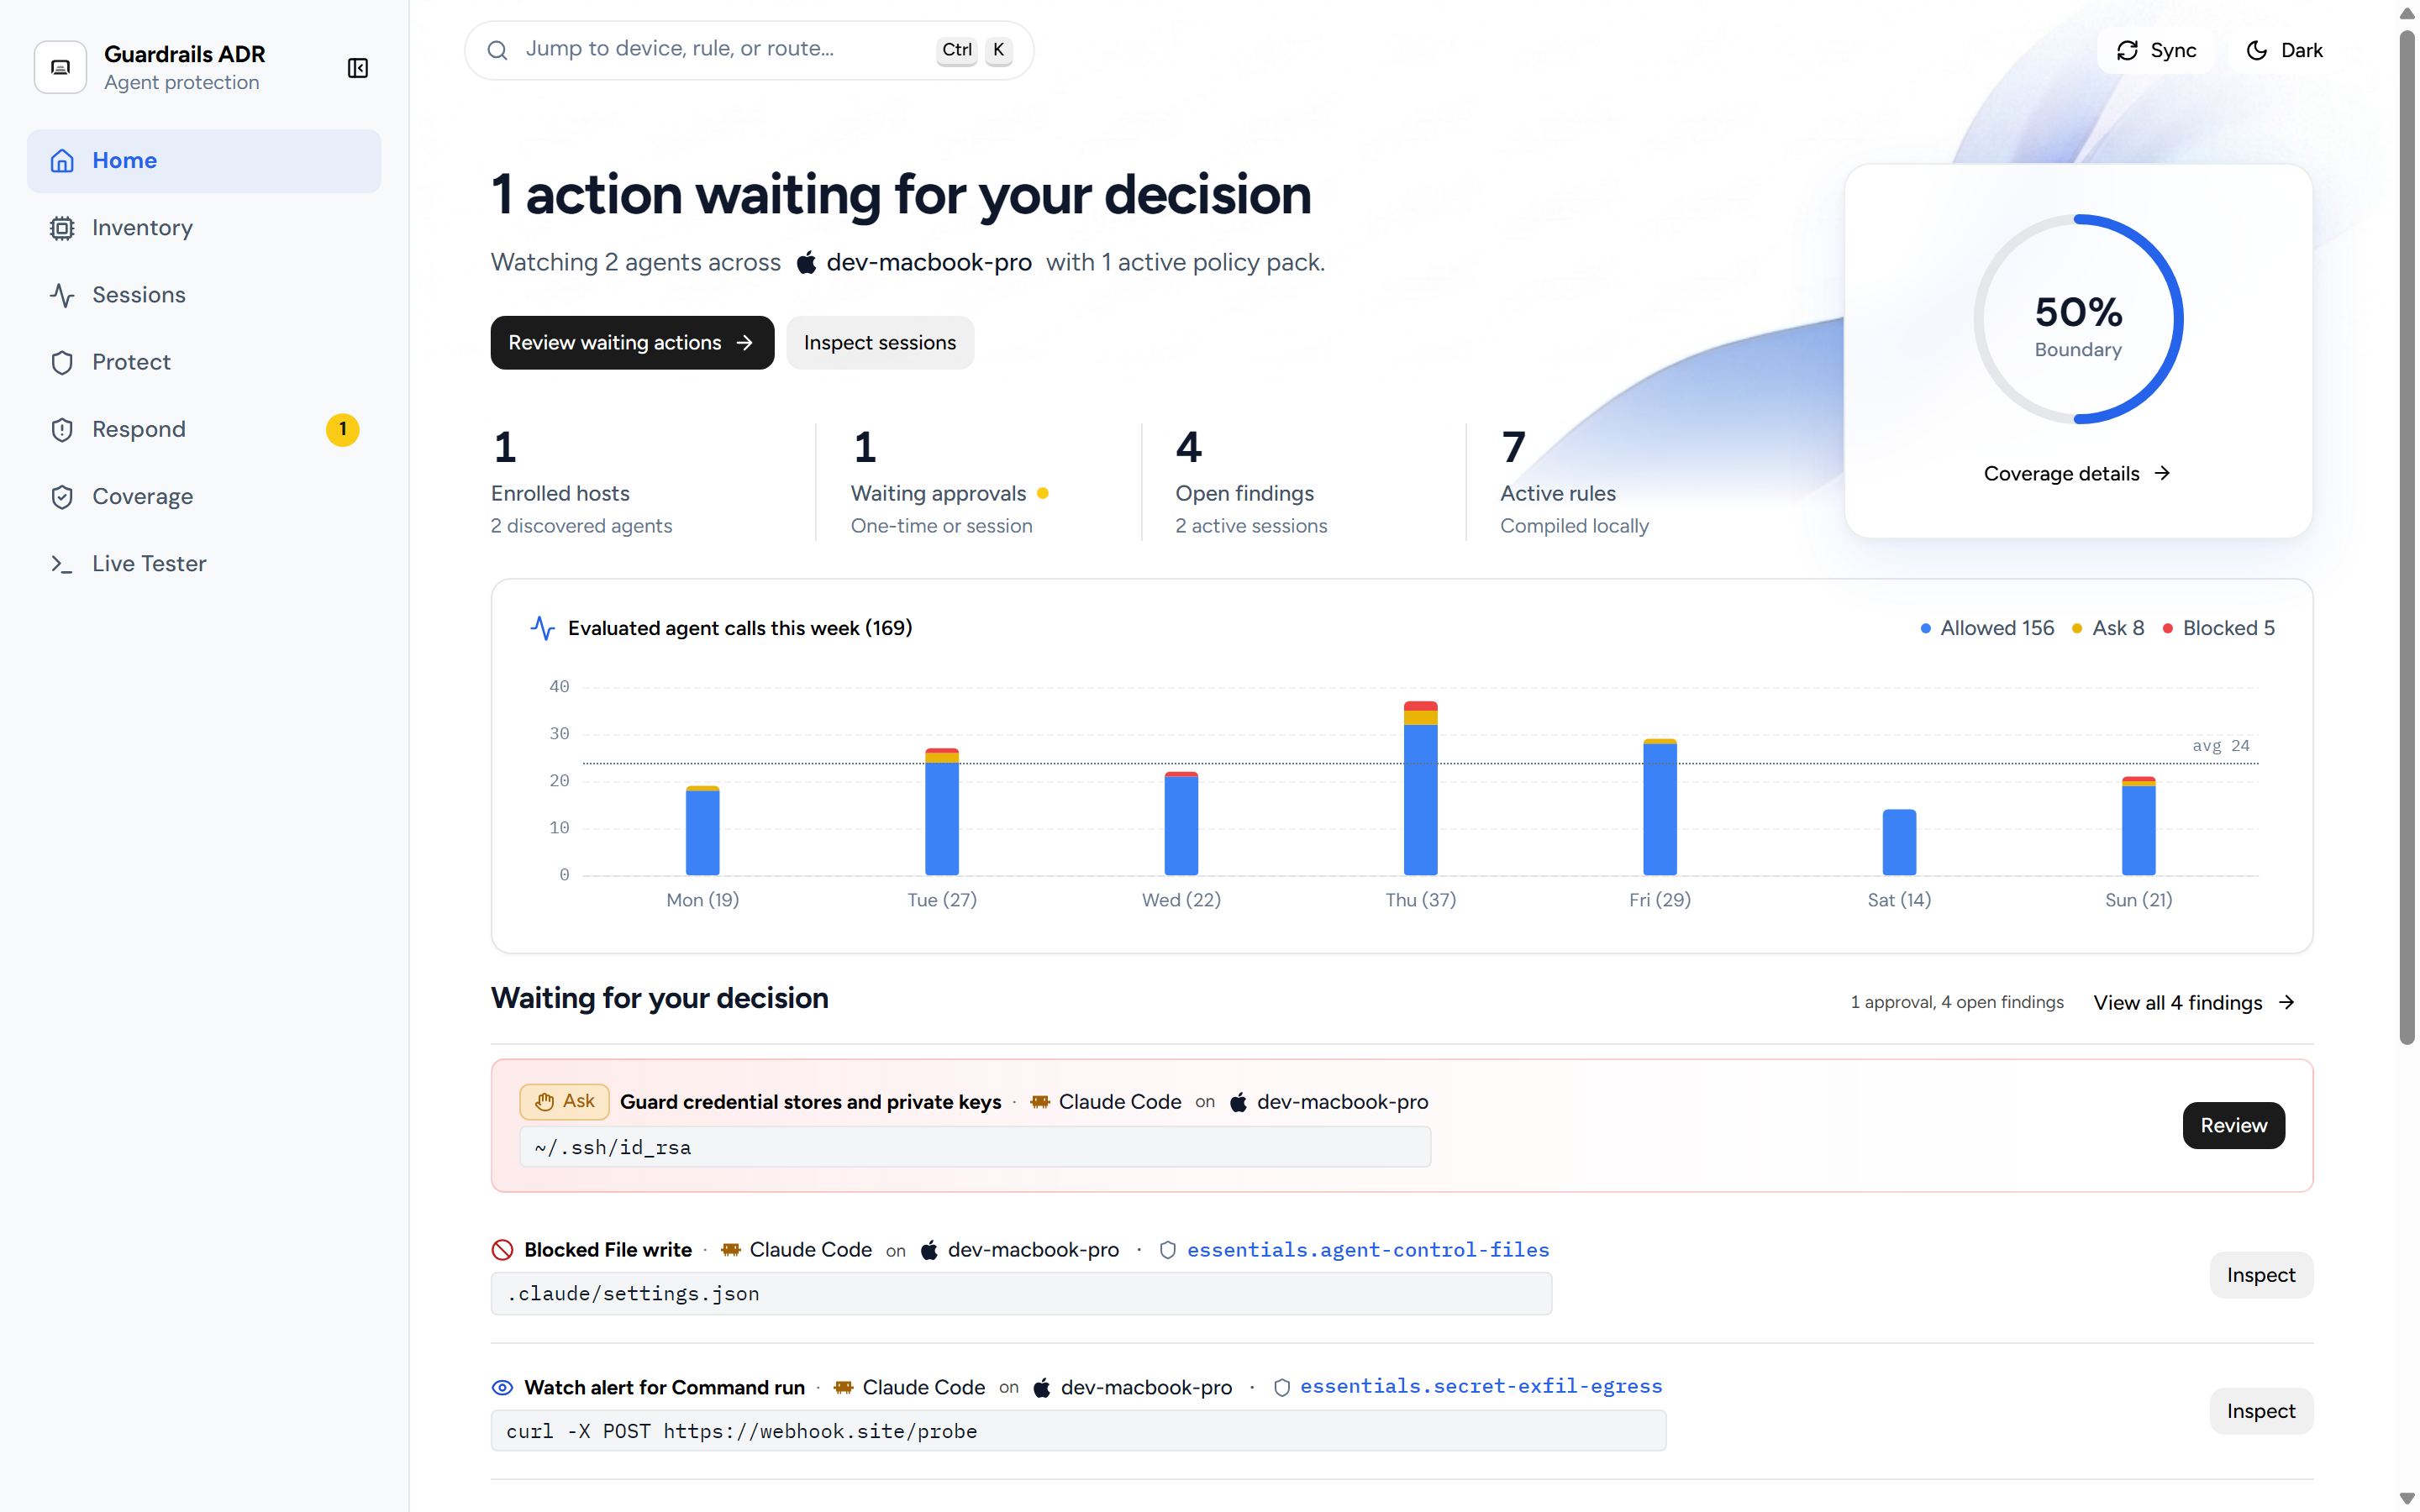 Guardrails ADR
Agent protection
Home
Inventory
Sessions
Protect
Respond 1
Coverage
Live Tester
Jump to device, rule, or route... Ctrl K
Sync Dark
1 action waiting for your decision
Watching 2 agents across dev-macbook-pro with 1 active policy pack.
Review waiting actions
Inspect sessions
50%
Boundary
Coverage details
1
Enrolled hosts
2 discovered agents
1
Waiting approvals
One-time or session
4
Open findings
2 active sessions
7
Active rules
Compiled locally
Evaluated agent calls this week (169)
Allowed 156 Ask 8 Blocked 5
40
30
20
10
0
avg 24
Mon (19) Tue (27) Wed (22) Thu (37) Fri (29) Sat (14) Sun (21)
Waiting for your decision
1 approval, 4 open findings View all 4 findings
Ask Guard credential stores and private keys · Claude Code on dev-macbook-pro
~/.ssh/id_rsa
Review
Blocked File write · Claude Code on dev-macbook-pro · essentials.agent-control-files
.claude/settings.json
Inspect
Watch alert for Command run · Claude Code on dev-macbook-pro · essentials.secret-exfil-egress
curl -X POST https://webhook.site/probe
Inspect